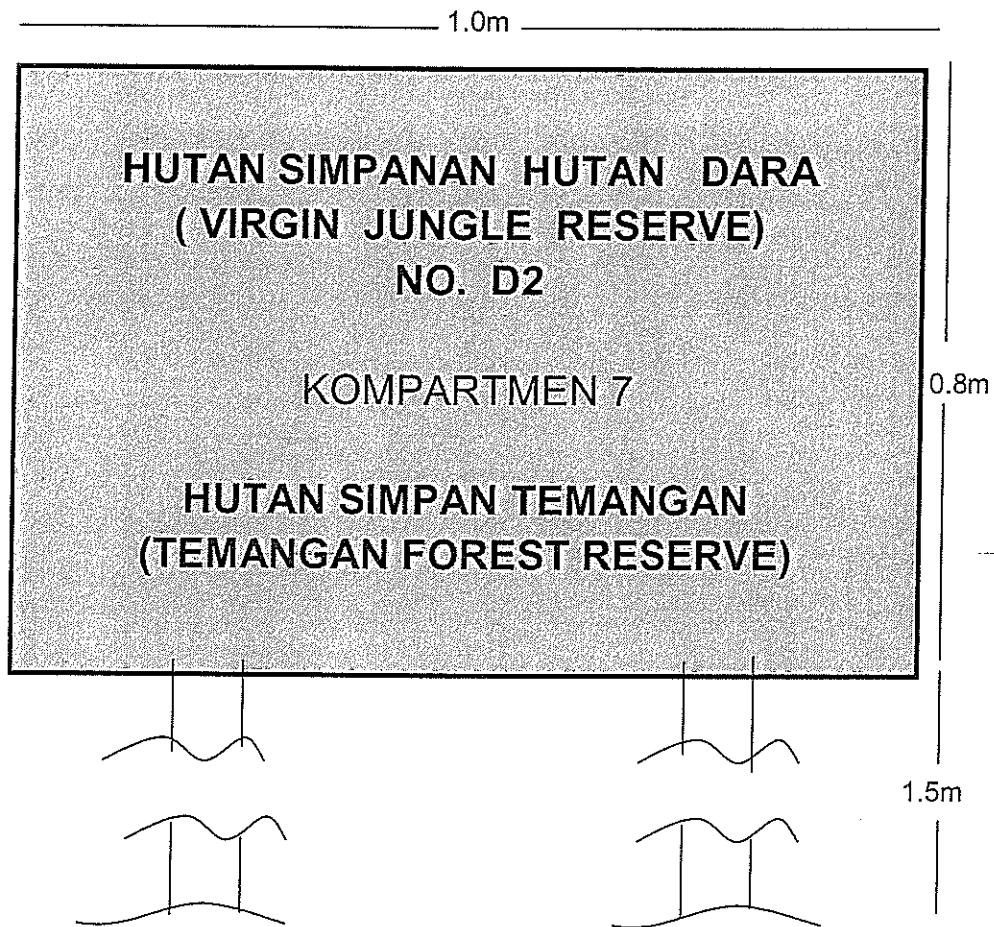 1.0m
HUTAN SIMPANAN HUTAN DARA
( VIRGIN JUNGLE RESERVE)
NO. D2
KOMPARTMEN 7
0.8m
HUTAN SIMPAN TEMANGAN
(TEMANGAN FOREST RESERVE)
1.5m